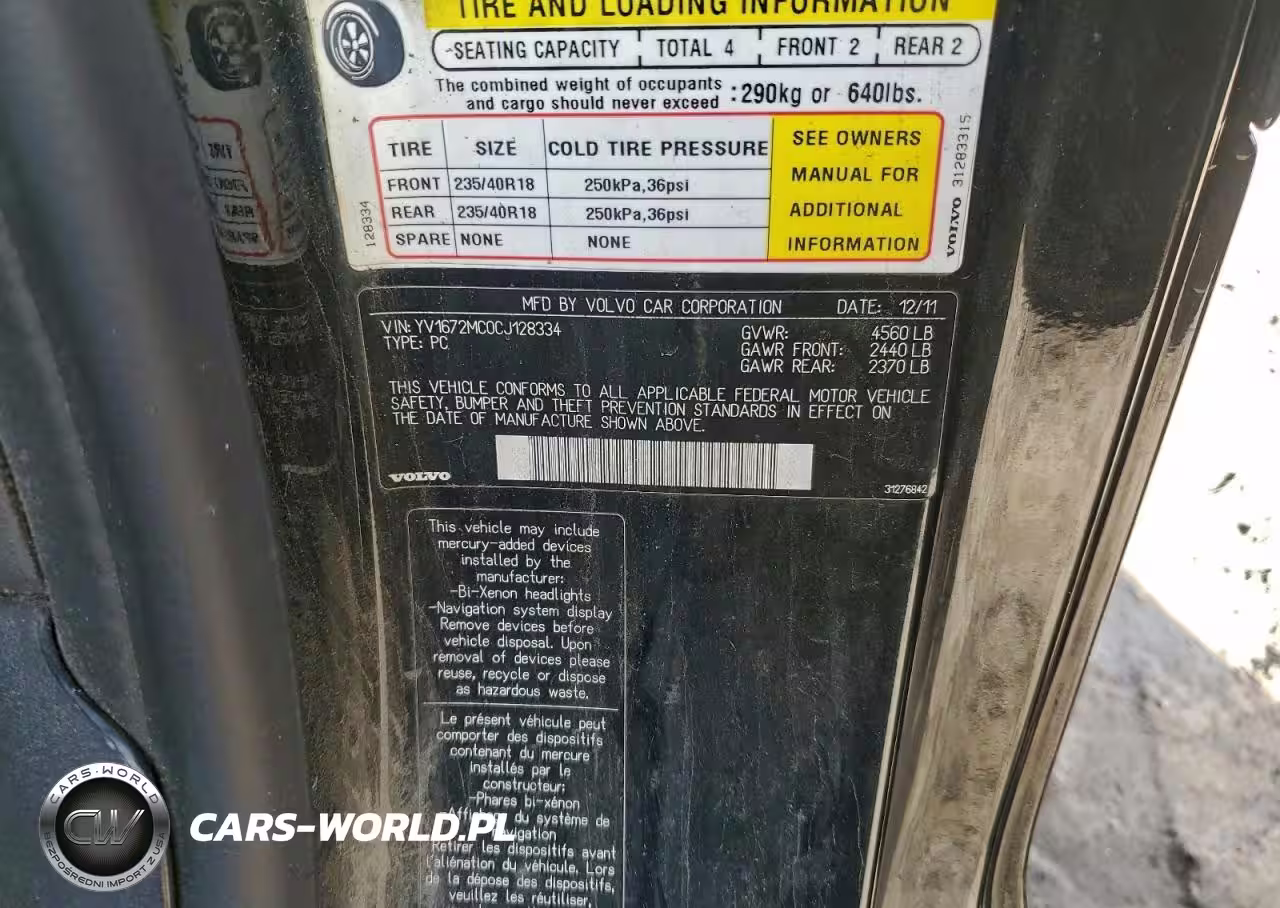 TIRE AND LOADING INFORMATION
SEATING CAPACITY TOTAL 4 FRONT 2 REAR 2
The combined weight of occupants
and cargo should never exceed :290kg or 640lbs.
TIRE SIZE COLD TIRE PRESSURE
FRONT 235/40R18 250kPa,36psi
REAR 235/40R18 250kPa,36psi
SPARE NONE NONE
SEE OWNERS
MANUAL FOR
ADDITIONAL
INFORMATION
128334
VOLVO 31283315
MFD BY VOLVO CAR CORPORATION DATE: 12/11
VIN: YV1672MC0CJ128334
TYPE: PC
GVWR: 4560 LB
GAWR FRONT: 2440 LB
GAWR REAR: 2370 LB
THIS VEHICLE CONFORMS TO ALL APPLICABLE FEDERAL MOTOR VEHICLE
SAFETY, BUMPER AND THEFT PREVENTION STANDARDS IN EFFECT ON
THE DATE OF MANUFACTURE SHOWN ABOVE.
VOLVO
31276842
This vehicle may include
mercury-added devices
installed by the
manufacturer:
-Bi-Xenon headlights
-Navigation system display
Remove devices before
vehicle disposal. Upon
removal of devices please
reuse, recycle or dispose
as hazardous waste.
Le présent véhicule peut
comporter des dispositifs
contenant du mercure
installés par le
constructeur:
-Phares bi-xénon
du système de
Retirer les dispositifs avant
l'aliénation du véhicule. Lors
de la dépose des dispositifs,
veuillez les réutiliser,
CARS-WORLD
CW
BEZPOŚREDNI IMPORT Z USA
CARS-WORLD.PL